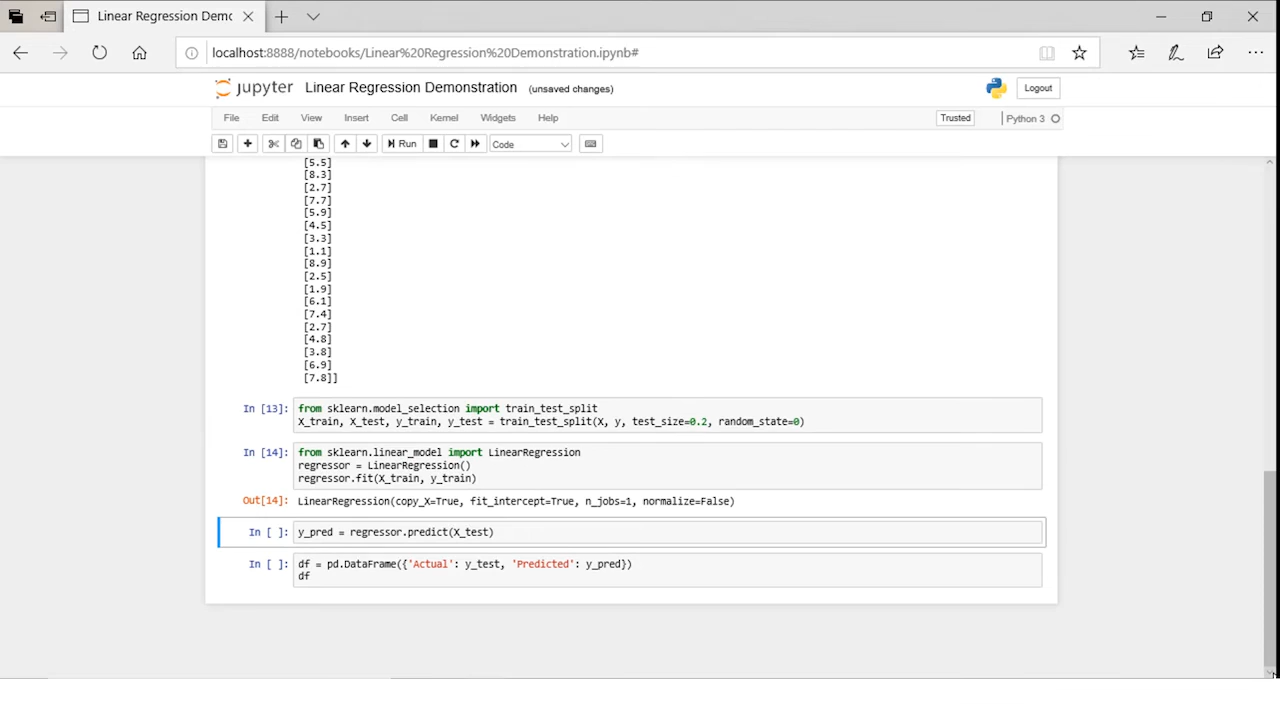 Linear Regression Demo
localhost:8888/notebooks/Linear%20Regression%20Demonstration.ipynb#
jupyter Linear Regression Demonstration (unsaved changes)
Logout
File Edit View Insert Cell Kernel Widgets Help
Trusted
Python 3
Run
Code
[5.5]
[8.3]
[2.7]
[7.7]
[5.9]
[4.5]
[3.3]
[1.1]
[8.9]
[2.5]
[1.9]
[6.1]
[7.4]
[2.7]
[4.8]
[3.8]
[6.9]
[7.8]]
In [13]: from sklearn.model_selection import train_test_split
X_train, X_test, y_train, y_test = train_test_split(X, y, test_size=0.2, random_state=0)
In [14]: from sklearn.linear_model import LinearRegression
regressor = LinearRegression()
regressor.fit(X_train, y_train)
Out[14]: LinearRegression(copy_X=True, fit_intercept=True, n_jobs=1, normalize=False)
In [ ]: y_pred = regressor.predict(X_test)
In [ ]: df = pd.DataFrame({'Actual': y_test, 'Predicted': y_pred})
df